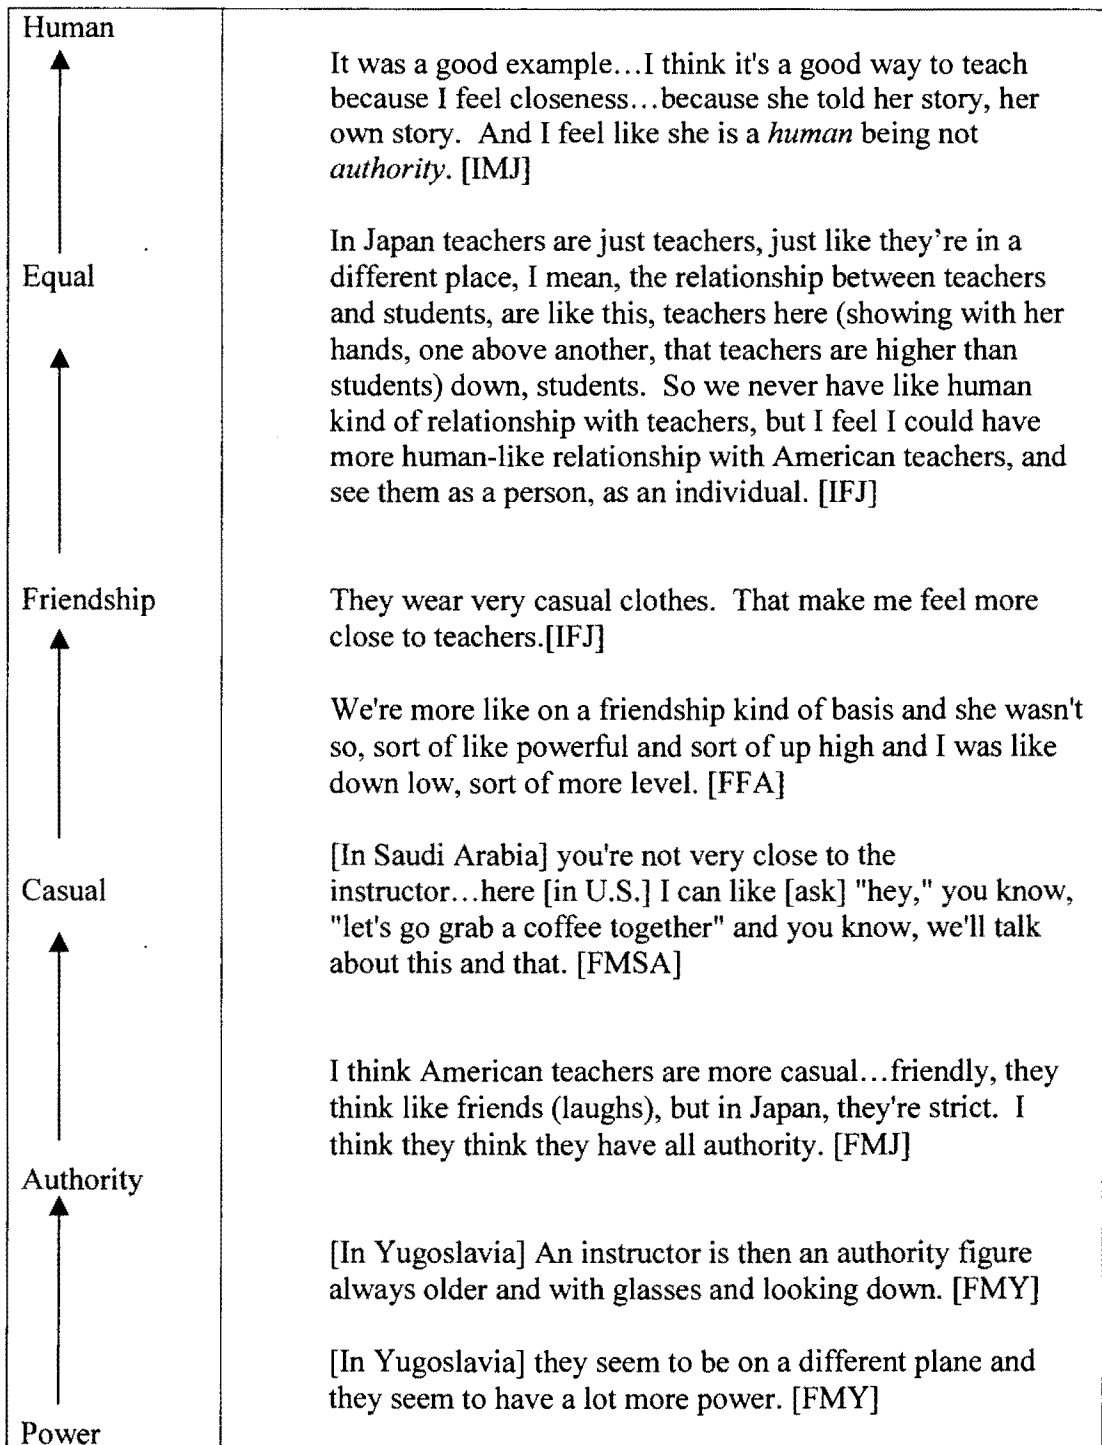 Human
It was a good example...I think it's a good way to teach
because I feel closeness...because she told her story, her
own story.  And I feel like she is a human being not
authority. [IMJ]
In Japan teachers are just teachers, just like they're in a
Equal
different place, I mean, the relationship between teachers
and students, are like this, teachers here (showing with her
hands, one above another, that teachers are higher than
students) down, students.  So we never have like human
kind of relationship with teachers, but I feel I could have
more human-like relationship with American teachers, and
see them as a person, as an individual. [IFJ]
Friendship
They wear very casual clothes.  That make me feel more
close to teachers.[IFJ]
We're more like on a friendship kind of basis and she wasn't
so, sort of like powerful and sort of up high and I was like
down low, sort of more level. [FFA]
[In Saudi Arabia] you're not very close to the
Casual
instructor...here [in U.S.] I can like [ask] "hey," you know,
"let's go grab a coffee together" and you know, we'll talk
about this and that. [FMSA]
I think American teachers are more casual...friendly, they
think like friends (laughs), but in Japan, they're strict.  I
think they think they have all authority. [FMJ]
Authority
[In Yugoslavia] An instructor is then an authority figure
always older and with glasses and looking down. [FMY]
[In Yugoslavia] they seem to be on a different plane and
they seem to have a lot more power. [FMY]
Power